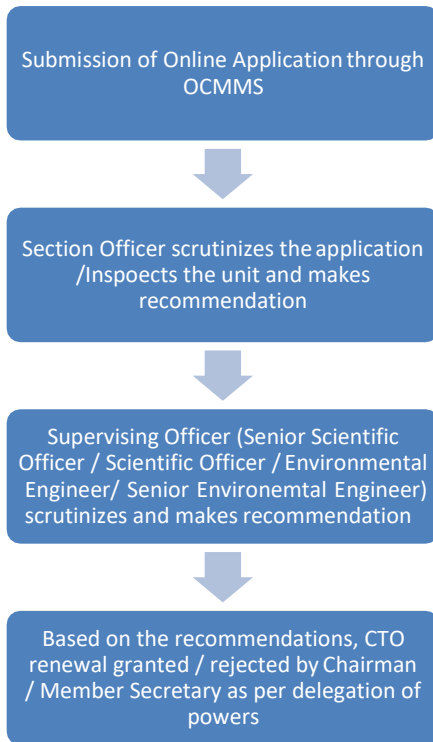 Submission of Online Application through
OCMMS
Section Officer scrutinizes the application
/Inspoects the unit and makes
recommendation
Supervising Officer (Senior Scientific
Officer / Scientific Officer / Environmental
Engineer/ Senior Environemtal Engineer)
scrutinizes and makes recommendation
Based on the recommendations, CTO
renewal granted / rejected by Chairman
/ Member Secretary as per delegation of
powers